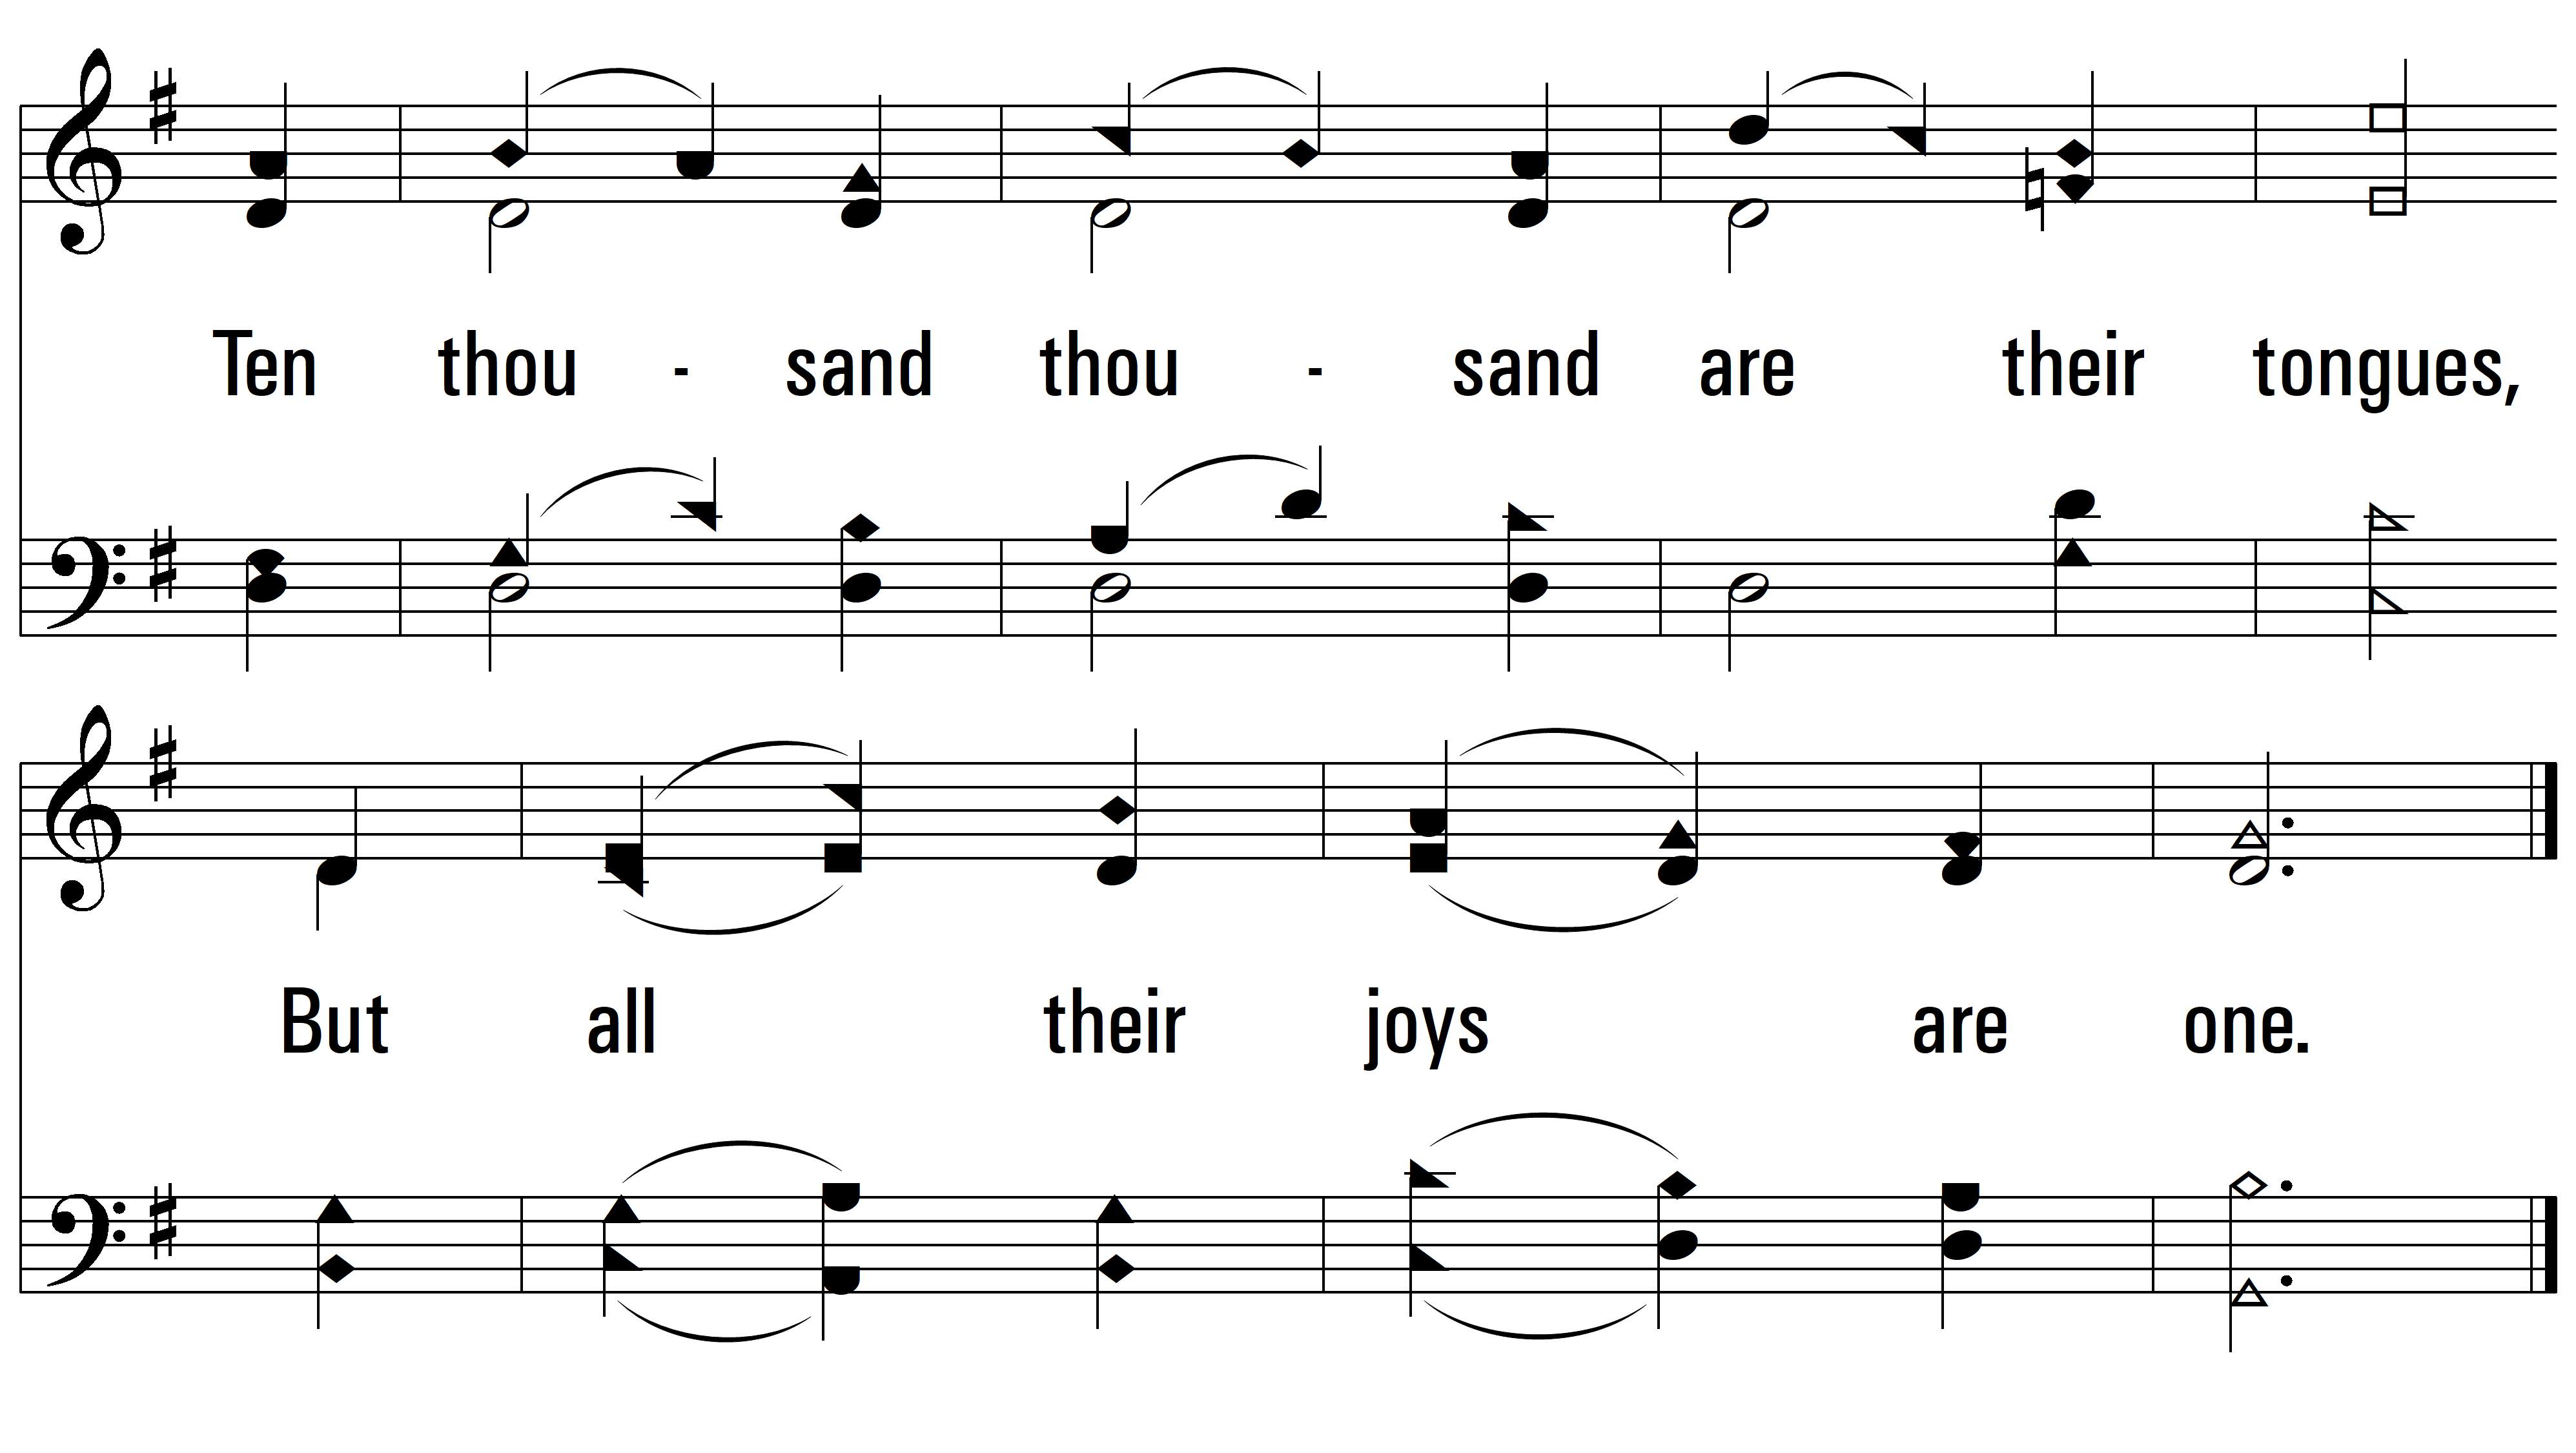 Ten thou - sand thou - sand are their tongues,
But all their joys are one.